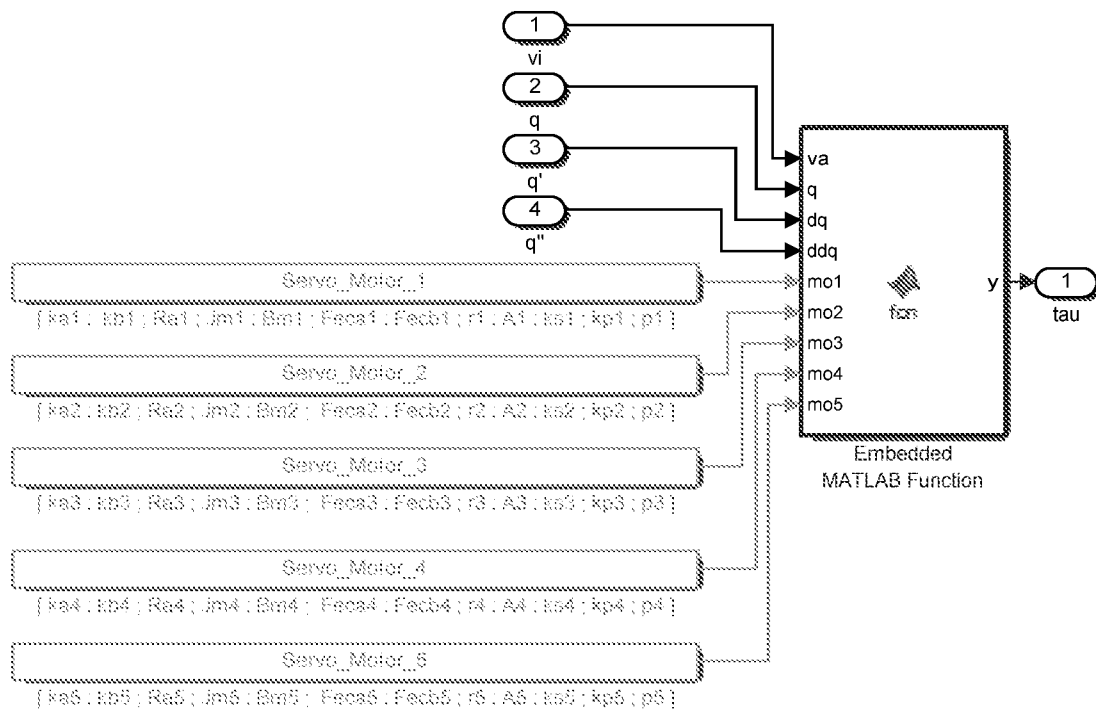 1
vi
2
q
3
q'
4
q''
va
q
dq
ddq
mo1
mo2
mo3
mo4
mo5
fcn
y
1
tau
Embedded
MATLAB Function
Servo_Motor_1
[ ka1 ; kb1 ; Ra1 ; Jm1 ; Bm1 ; Feca1 ; Fecb1 ; r1 ; A1 ; ks1 ; kp1 ; p1 ]
Servo_Motor_2
[ ka2 ; kb2 ; Ra2 ; Jm2 ; Bm2 ; Feca2 ; Fecb2 ; r2 ; A2 ; ks2 ; kp2 ; p2 ]
Servo_Motor_3
[ ka3 ; kb3 ; Ra3 ; Jm3 ; Bm3 ; Feca3 ; Fecb3 ; r3 ; A3 ; ks3 ; kp3 ; p3 ]
Servo_Motor_4
[ ka4 ; kb4 ; Ra4 ; Jm4 ; Bm4 ; Feca4 ; Fecb4 ; r4 ; A4 ; ks4 ; kp4 ; p4 ]
Servo_Motor_5
[ ka5 ; kb5 ; Ra5 ; Jm5 ; Bm5 ; Feca5 ; Fecb5 ; r5 ; A5 ; ks5 ; kp5 ; p5 ]